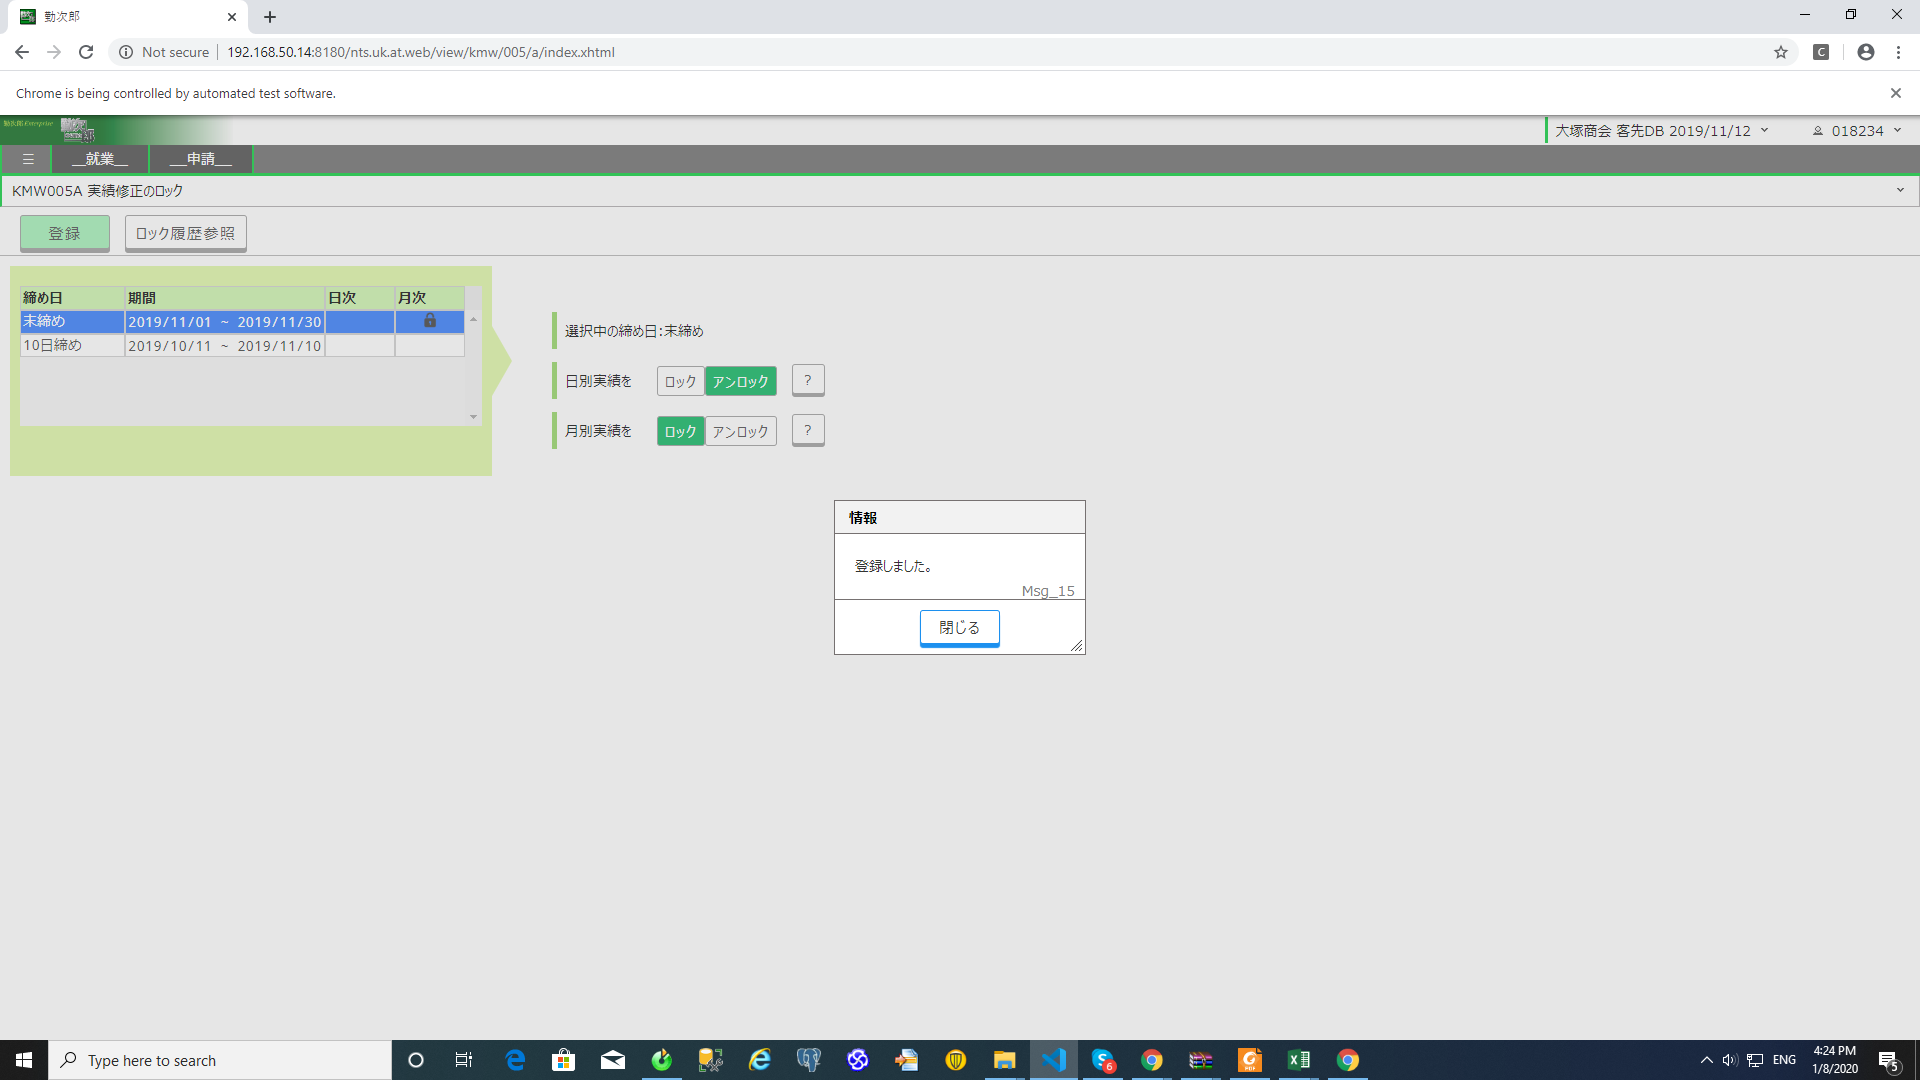 勤次郎
Not secure
192.168.50.14:8180/nts.uk.at.web/view/kmw/005/a/index.xhtml
C
Chrome is being controlled by automated test software.
大塚商会 客先DB 2019/11/12
018234
__就業__
__申請__
KMW005A 実績修正のロック
登録
ロック履歴参照
締め日 期間 日次 月次
末締め 2019/11/01 ~ 2019/11/30
10日締め 2019/10/11 ~ 2019/11/10
選択中の締め日:末締め
日別実績を ロック アンロック ?
月別実績を ロック アンロック ?
情報
登録しました。
Msg_15
閉じる
Type here to search
6
ENG
4:24 PM
1/8/2020
5